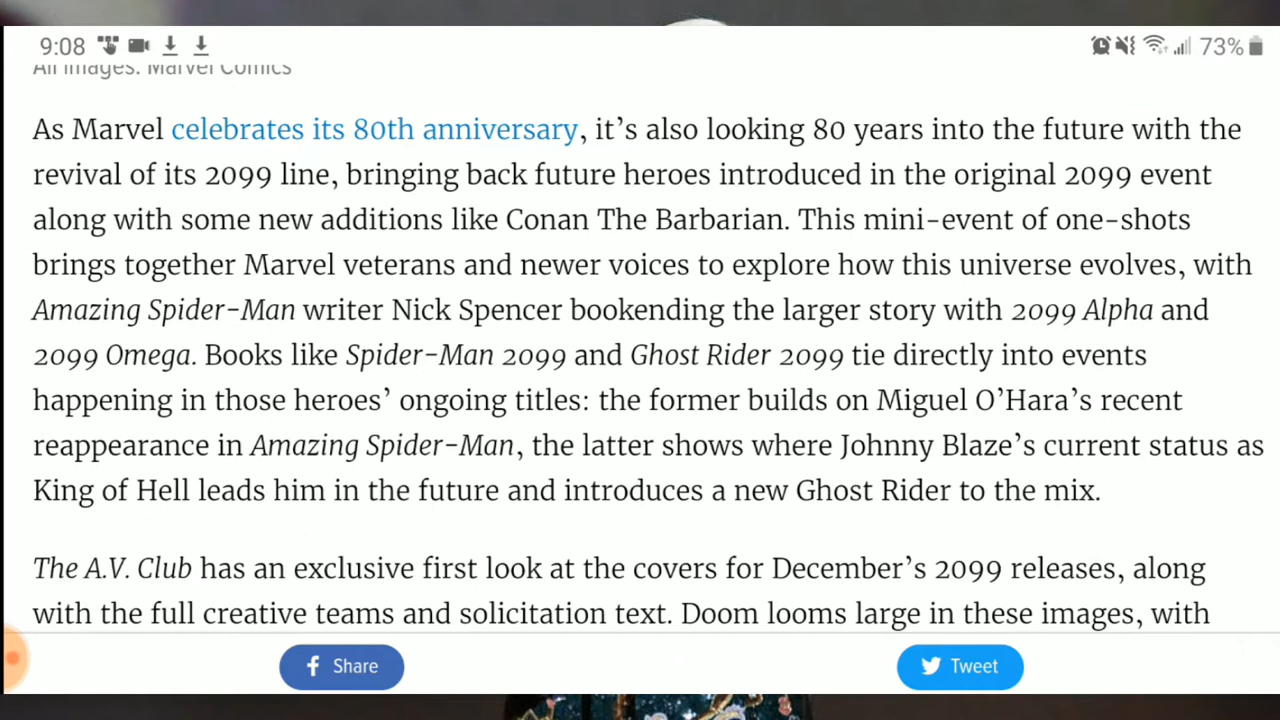 9:08 73%
All images: Marvel Comics
As Marvel celebrates its 80th anniversary, it’s also looking 80 years into the future with the
revival of its 2099 line, bringing back future heroes introduced in the original 2099 event
along with some new additions like Conan The Barbarian. This mini-event of one-shots
brings together Marvel veterans and newer voices to explore how this universe evolves, with
Amazing Spider-Man writer Nick Spencer bookending the larger story with 2099 Alpha and
2099 Omega. Books like Spider-Man 2099 and Ghost Rider 2099 tie directly into events
happening in those heroes’ ongoing titles: the former builds on Miguel O’Hara’s recent
reappearance in Amazing Spider-Man, the latter shows where Johnny Blaze’s current status as
King of Hell leads him in the future and introduces a new Ghost Rider to the mix.
The A.V. Club has an exclusive first look at the covers for December’s 2099 releases, along
with the full creative teams and solicitation text. Doom looms large in these images, with
Share Tweet